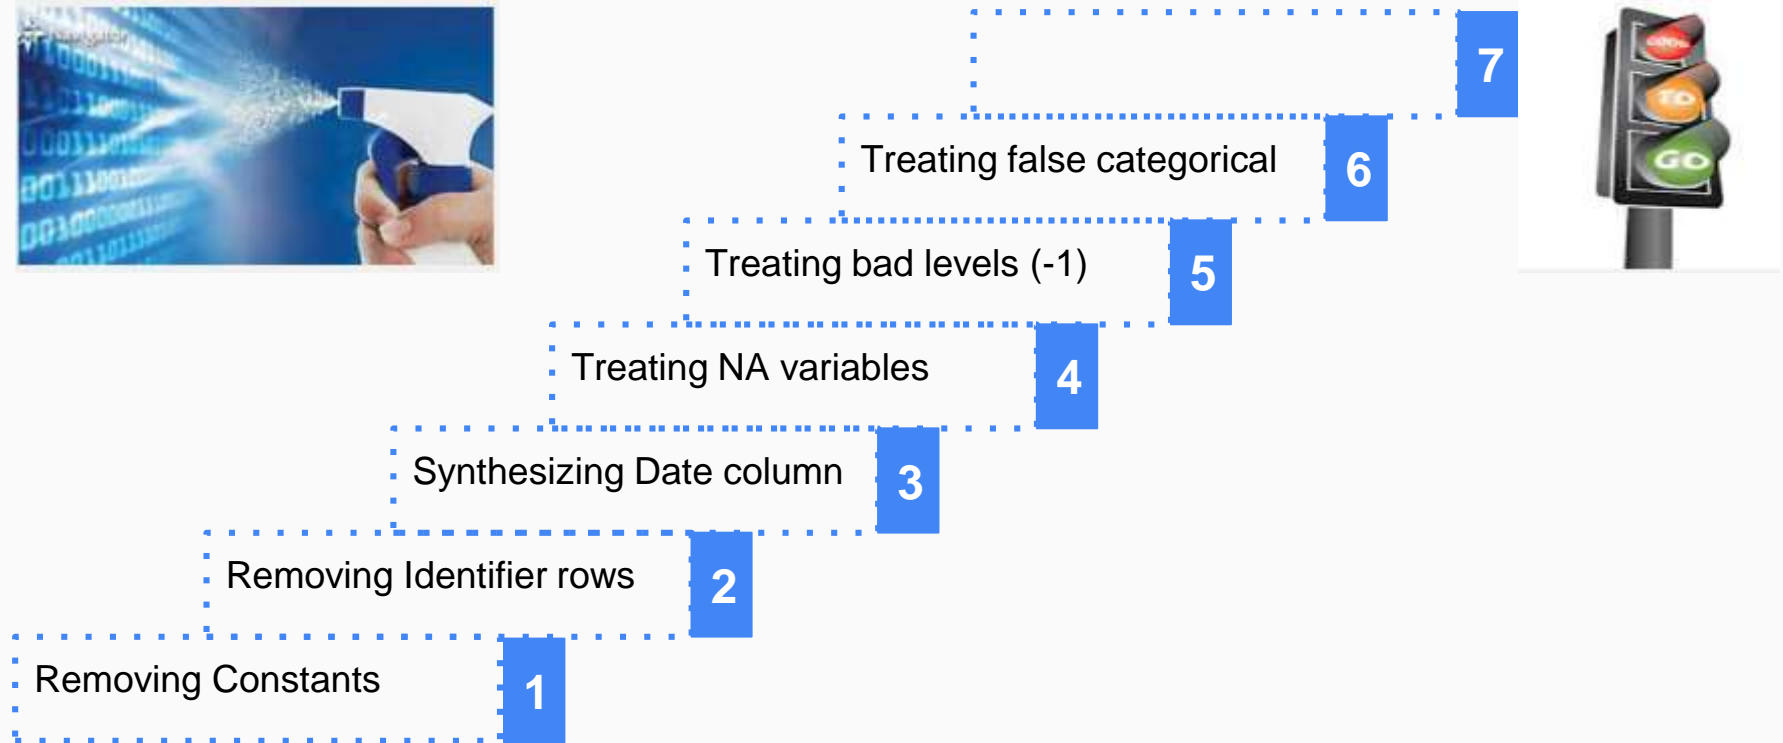 7
Treating false categorical 6
Treating bad levels (-1) 5
Treating NA variables 4
Synthesizing Date column 3
Removing Identifier rows 2
Removing Constants 1
TO
GO